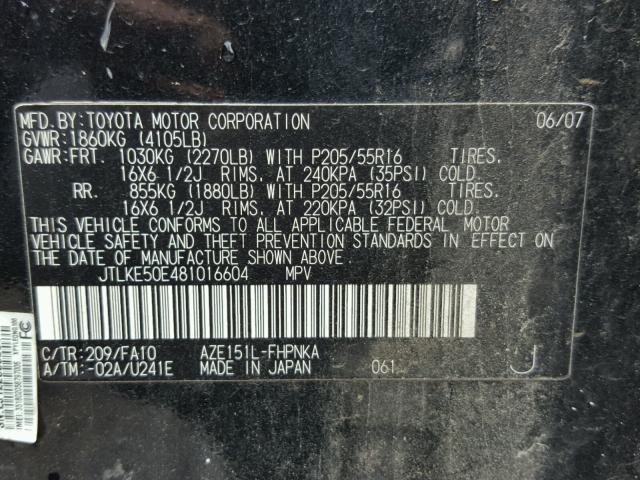 MFD.BY:TOYOTA MOTOR CORPORATION 06/07
GVWR:1860KG (4105LB)
GAWR:FRT. 1030KG (2270LB) WITH P205/55R16 TIRES.
16X6 1/2J RIMS. AT 240KPA (35PSI) COLD.
RR. 855KG (1880LB) WITH P205/55R16 TIRES.
16X6 1/2J RIMS. AT 220KPA (32PSI) COLD.
THIS VEHICLE CONFORMS TO ALL APPLICABLE FEDERAL MOTOR
VEHICLE SAFETY AND THEFT PREVENTION STANDARDS IN EFFECT ON
THE DATE OF MANUFACTURE SHOWN ABOVE.
JTLKE50E481016604 MPV
C/TR:209/FA10 AZE151L-FHPNKA
A/TM:-02A/U241E MADE IN JAPAN 061 J
FC